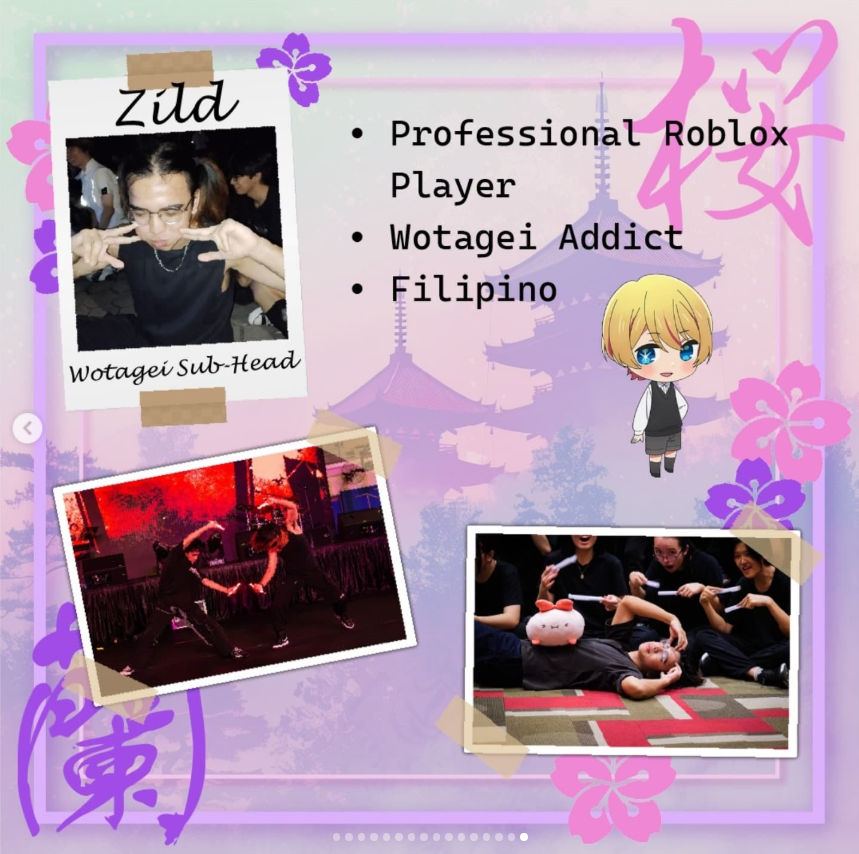 Zild
Wotagei Sub-Head
• Professional Roblox
Player
• Wotagei Addict
• Filipino
桜
蘭